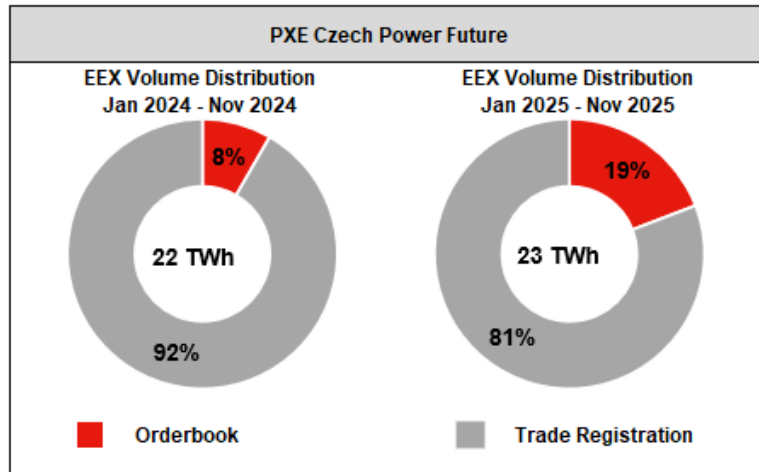 PXE Czech Power Future
EEX Volume Distribution
Jan 2024 - Nov 2024
8%
22 TWh
92%
EEX Volume Distribution
Jan 2025 - Nov 2025
19%
23 TWh
81%
Orderbook
Trade Registration